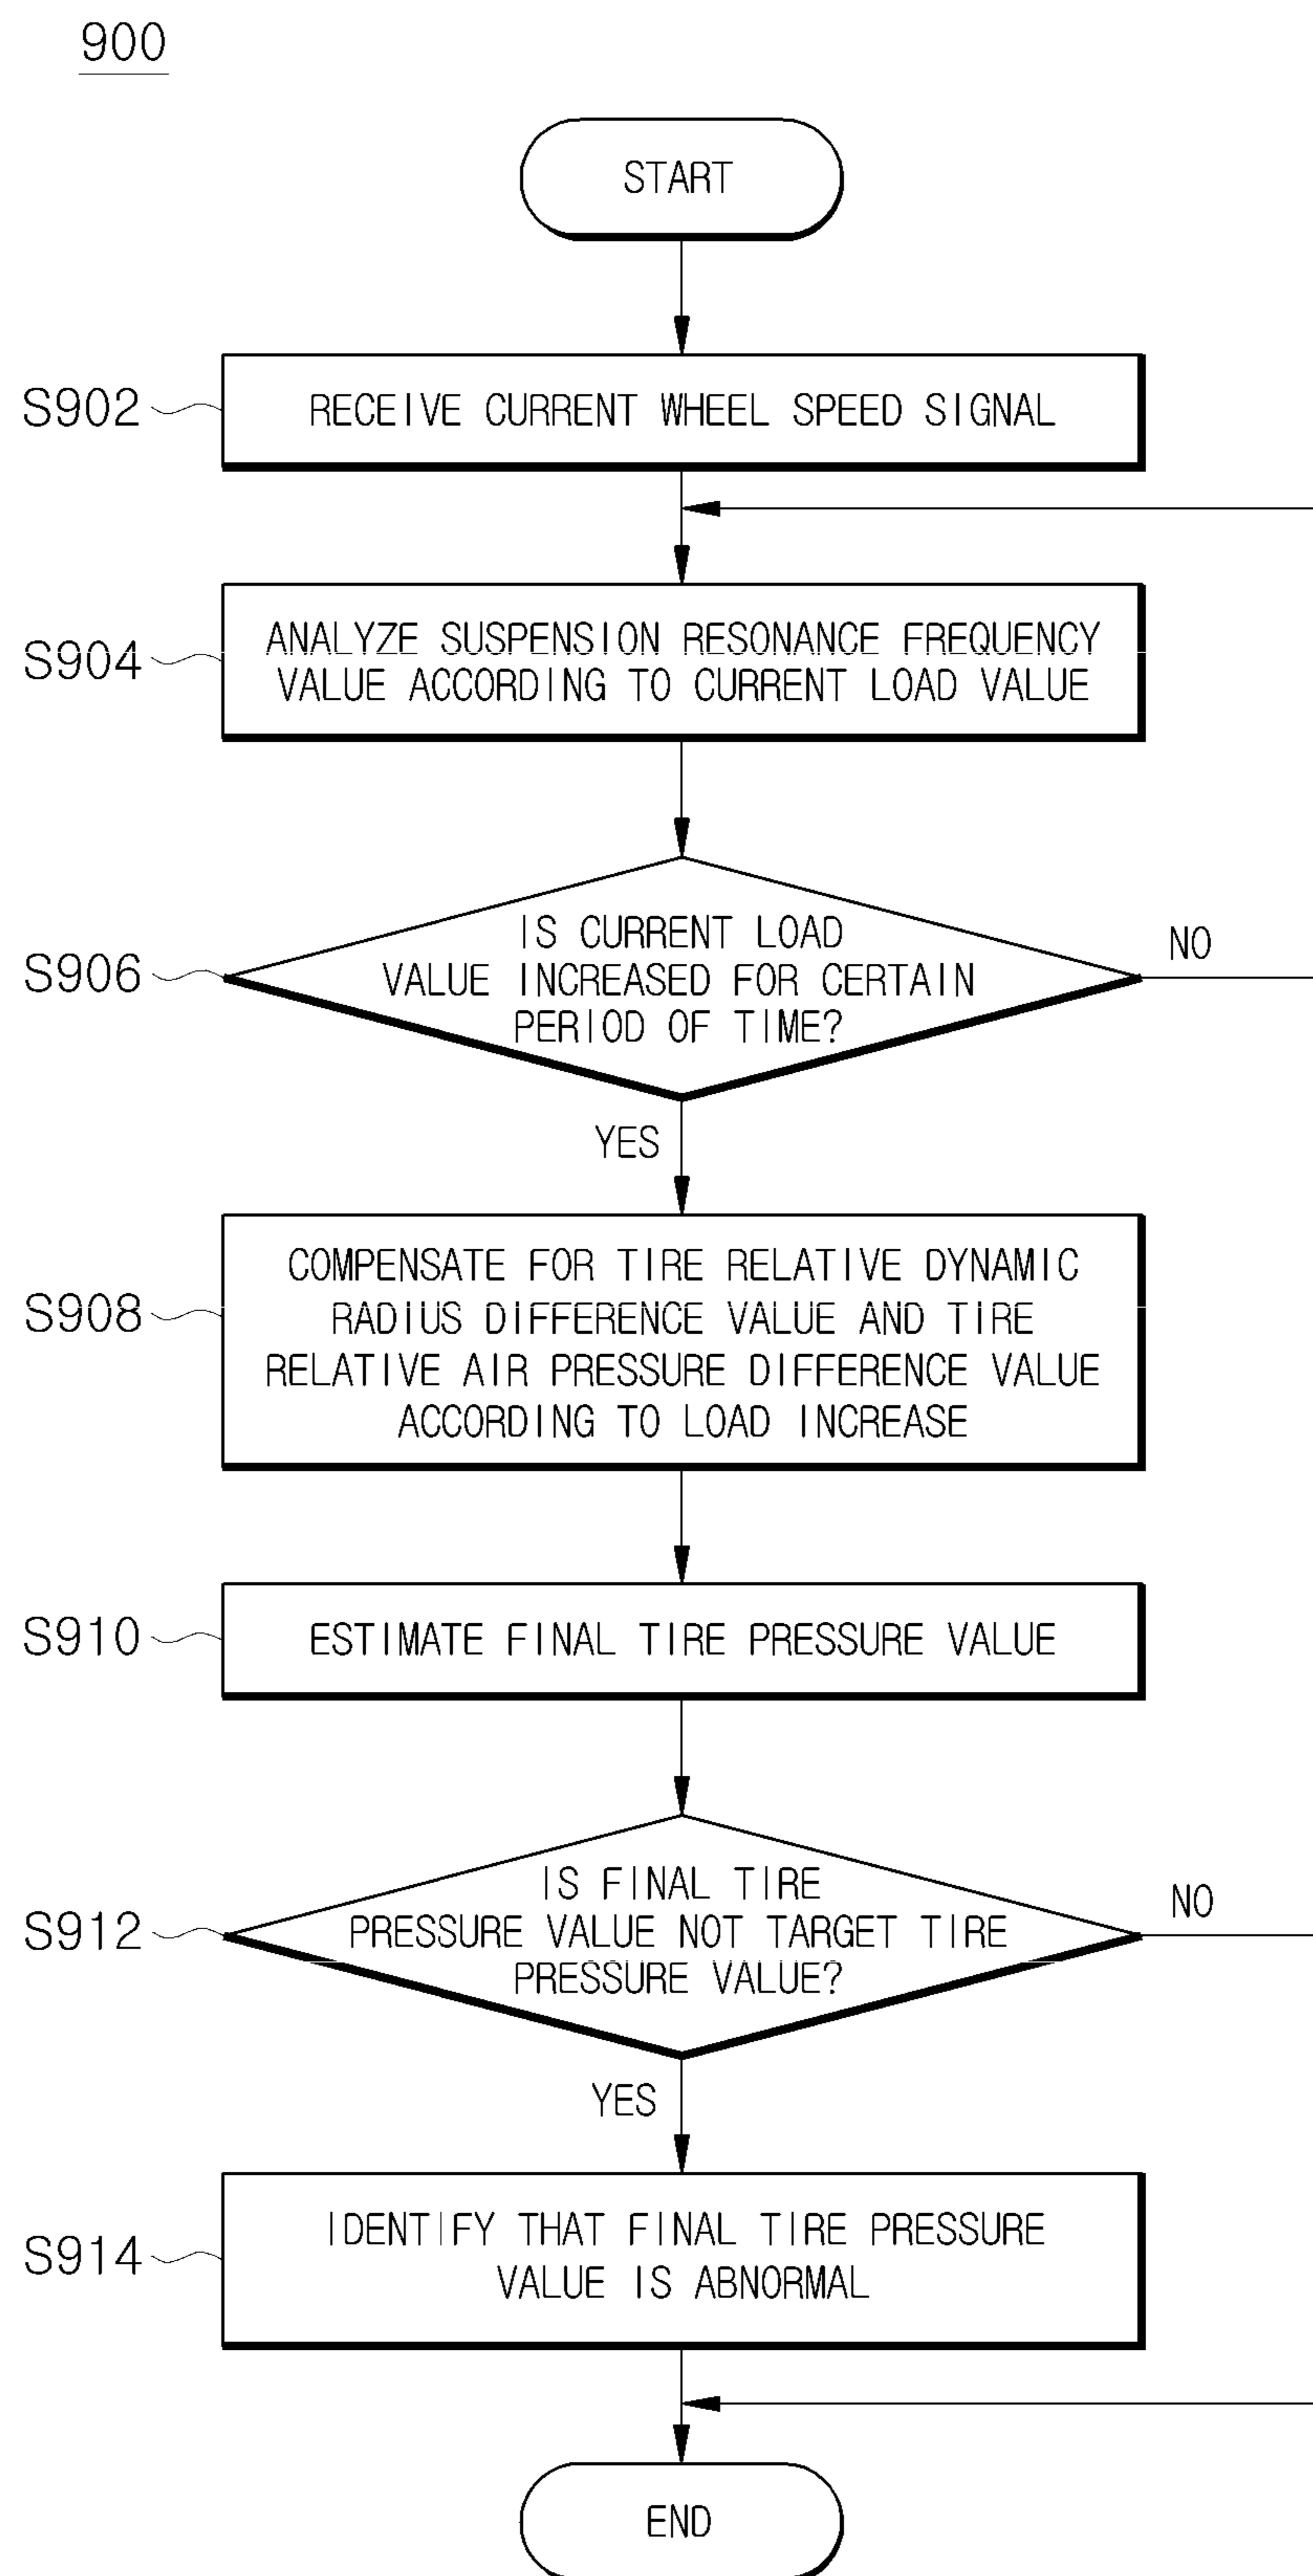 900
START
S902
RECEIVE CURRENT WHEEL SPEED SIGNAL
S904
ANALYZE SUSPENSION RESONANCE FREQUENCY
VALUE ACCORDING TO CURRENT LOAD VALUE
S906
IS CURRENT LOAD
VALUE INCREASED FOR CERTAIN
PERIOD OF TIME?
NO
YES
S908
COMPENSATE FOR TIRE RELATIVE DYNAMIC
RADIUS DIFFERENCE VALUE AND TIRE
RELATIVE AIR PRESSURE DIFFERENCE VALUE
ACCORDING TO LOAD INCREASE
S910
ESTIMATE FINAL TIRE PRESSURE VALUE
S912
IS FINAL TIRE
PRESSURE VALUE NOT TARGET TIRE
PRESSURE VALUE?
NO
YES
S914
IDENTIFY THAT FINAL TIRE PRESSURE
VALUE IS ABNORMAL
END